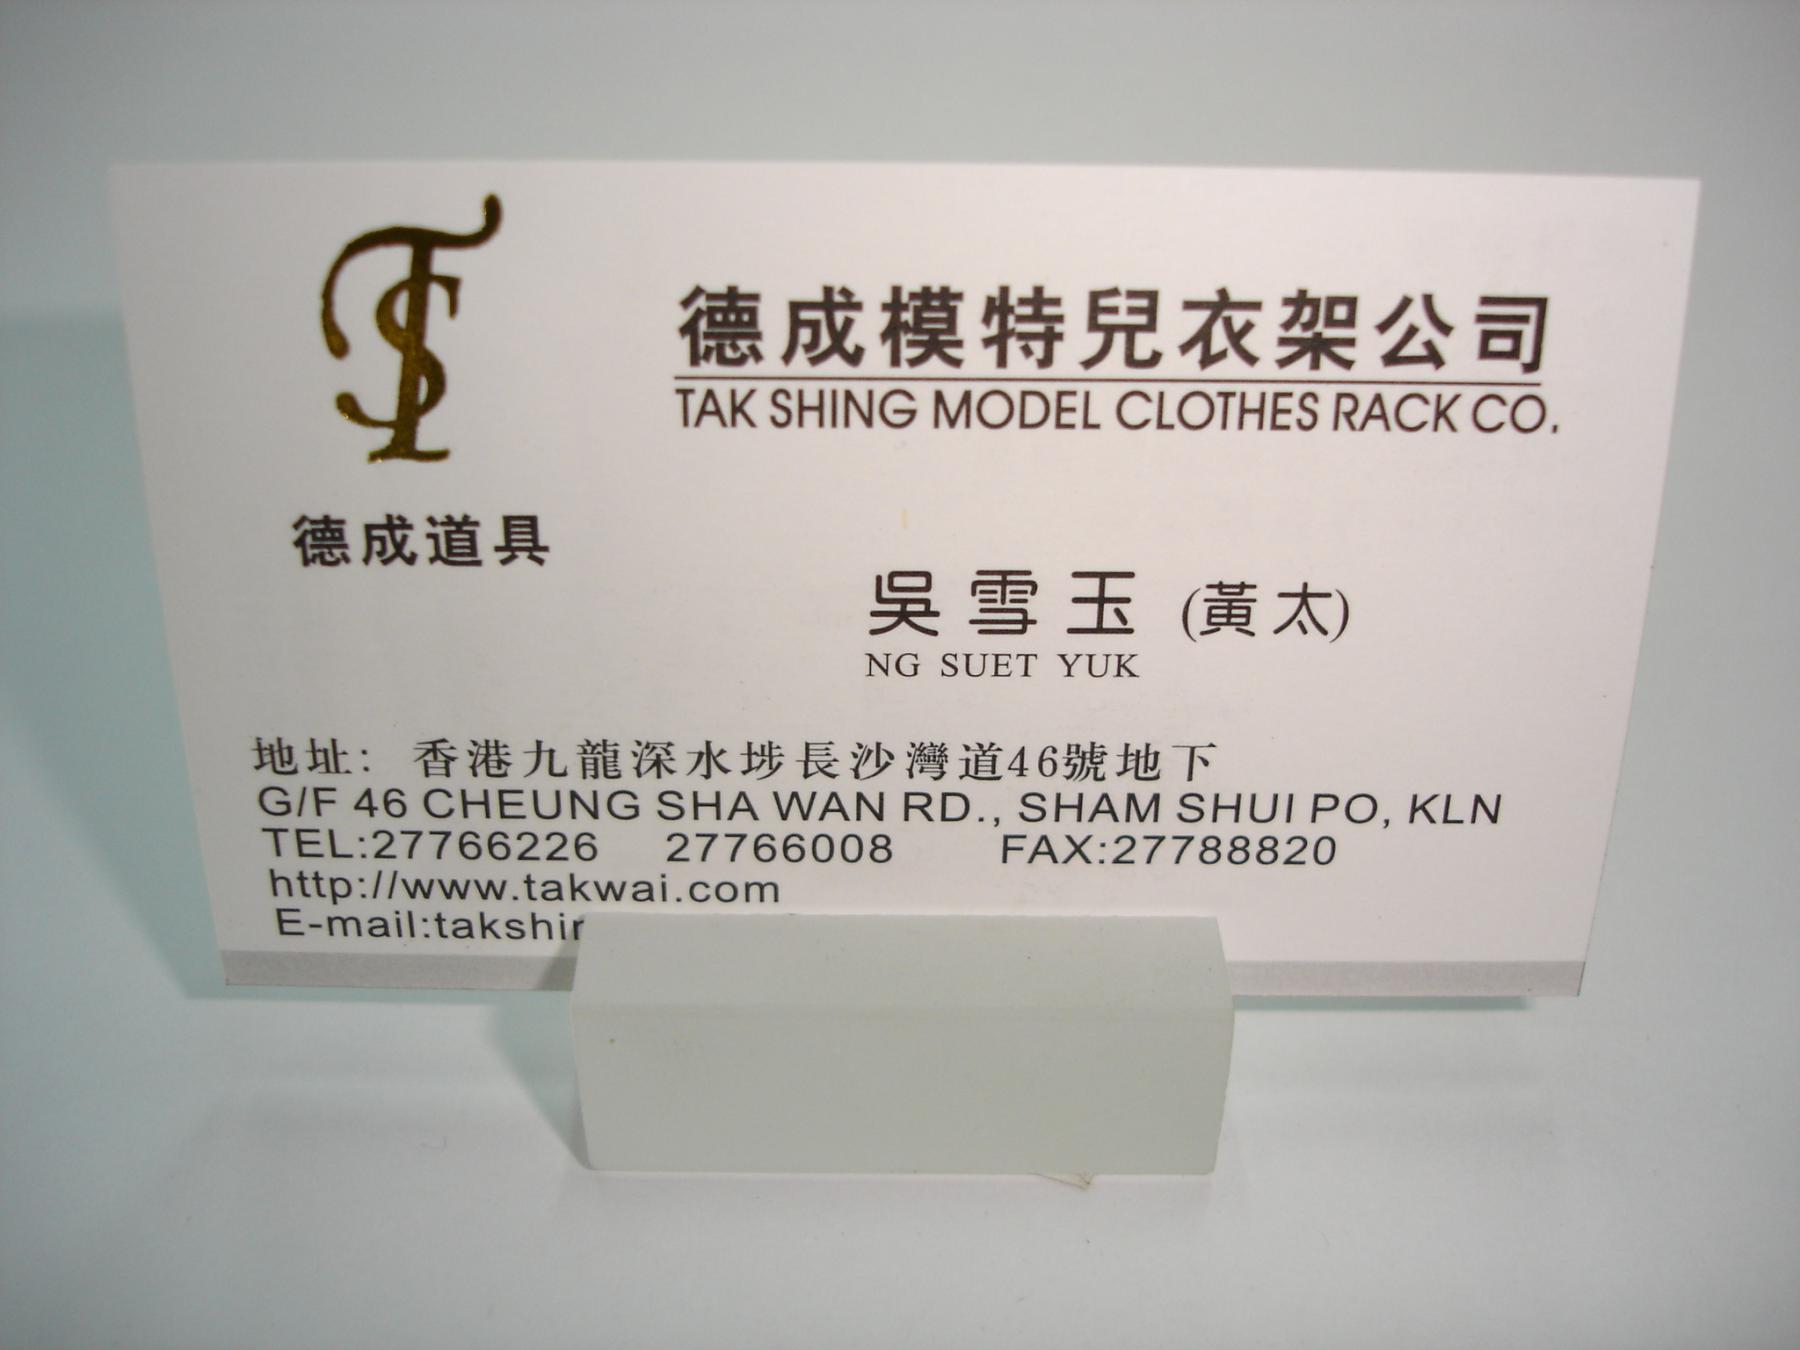 TS
德成模特兒衣架公司
TAK SHING MODEL CLOTHES RACK CO.
德成道具
吳雪玉 (黃太)
NG SUET YUK
地址: 香港九龍深水埗長沙灣道46號地下
G/F 46 CHEUNG SHA WAN RD., SHAM SHUI PO, KLN
TEL:27766226 27766008 FAX:27788820
http://www.takwai.com
E-mail:takshin